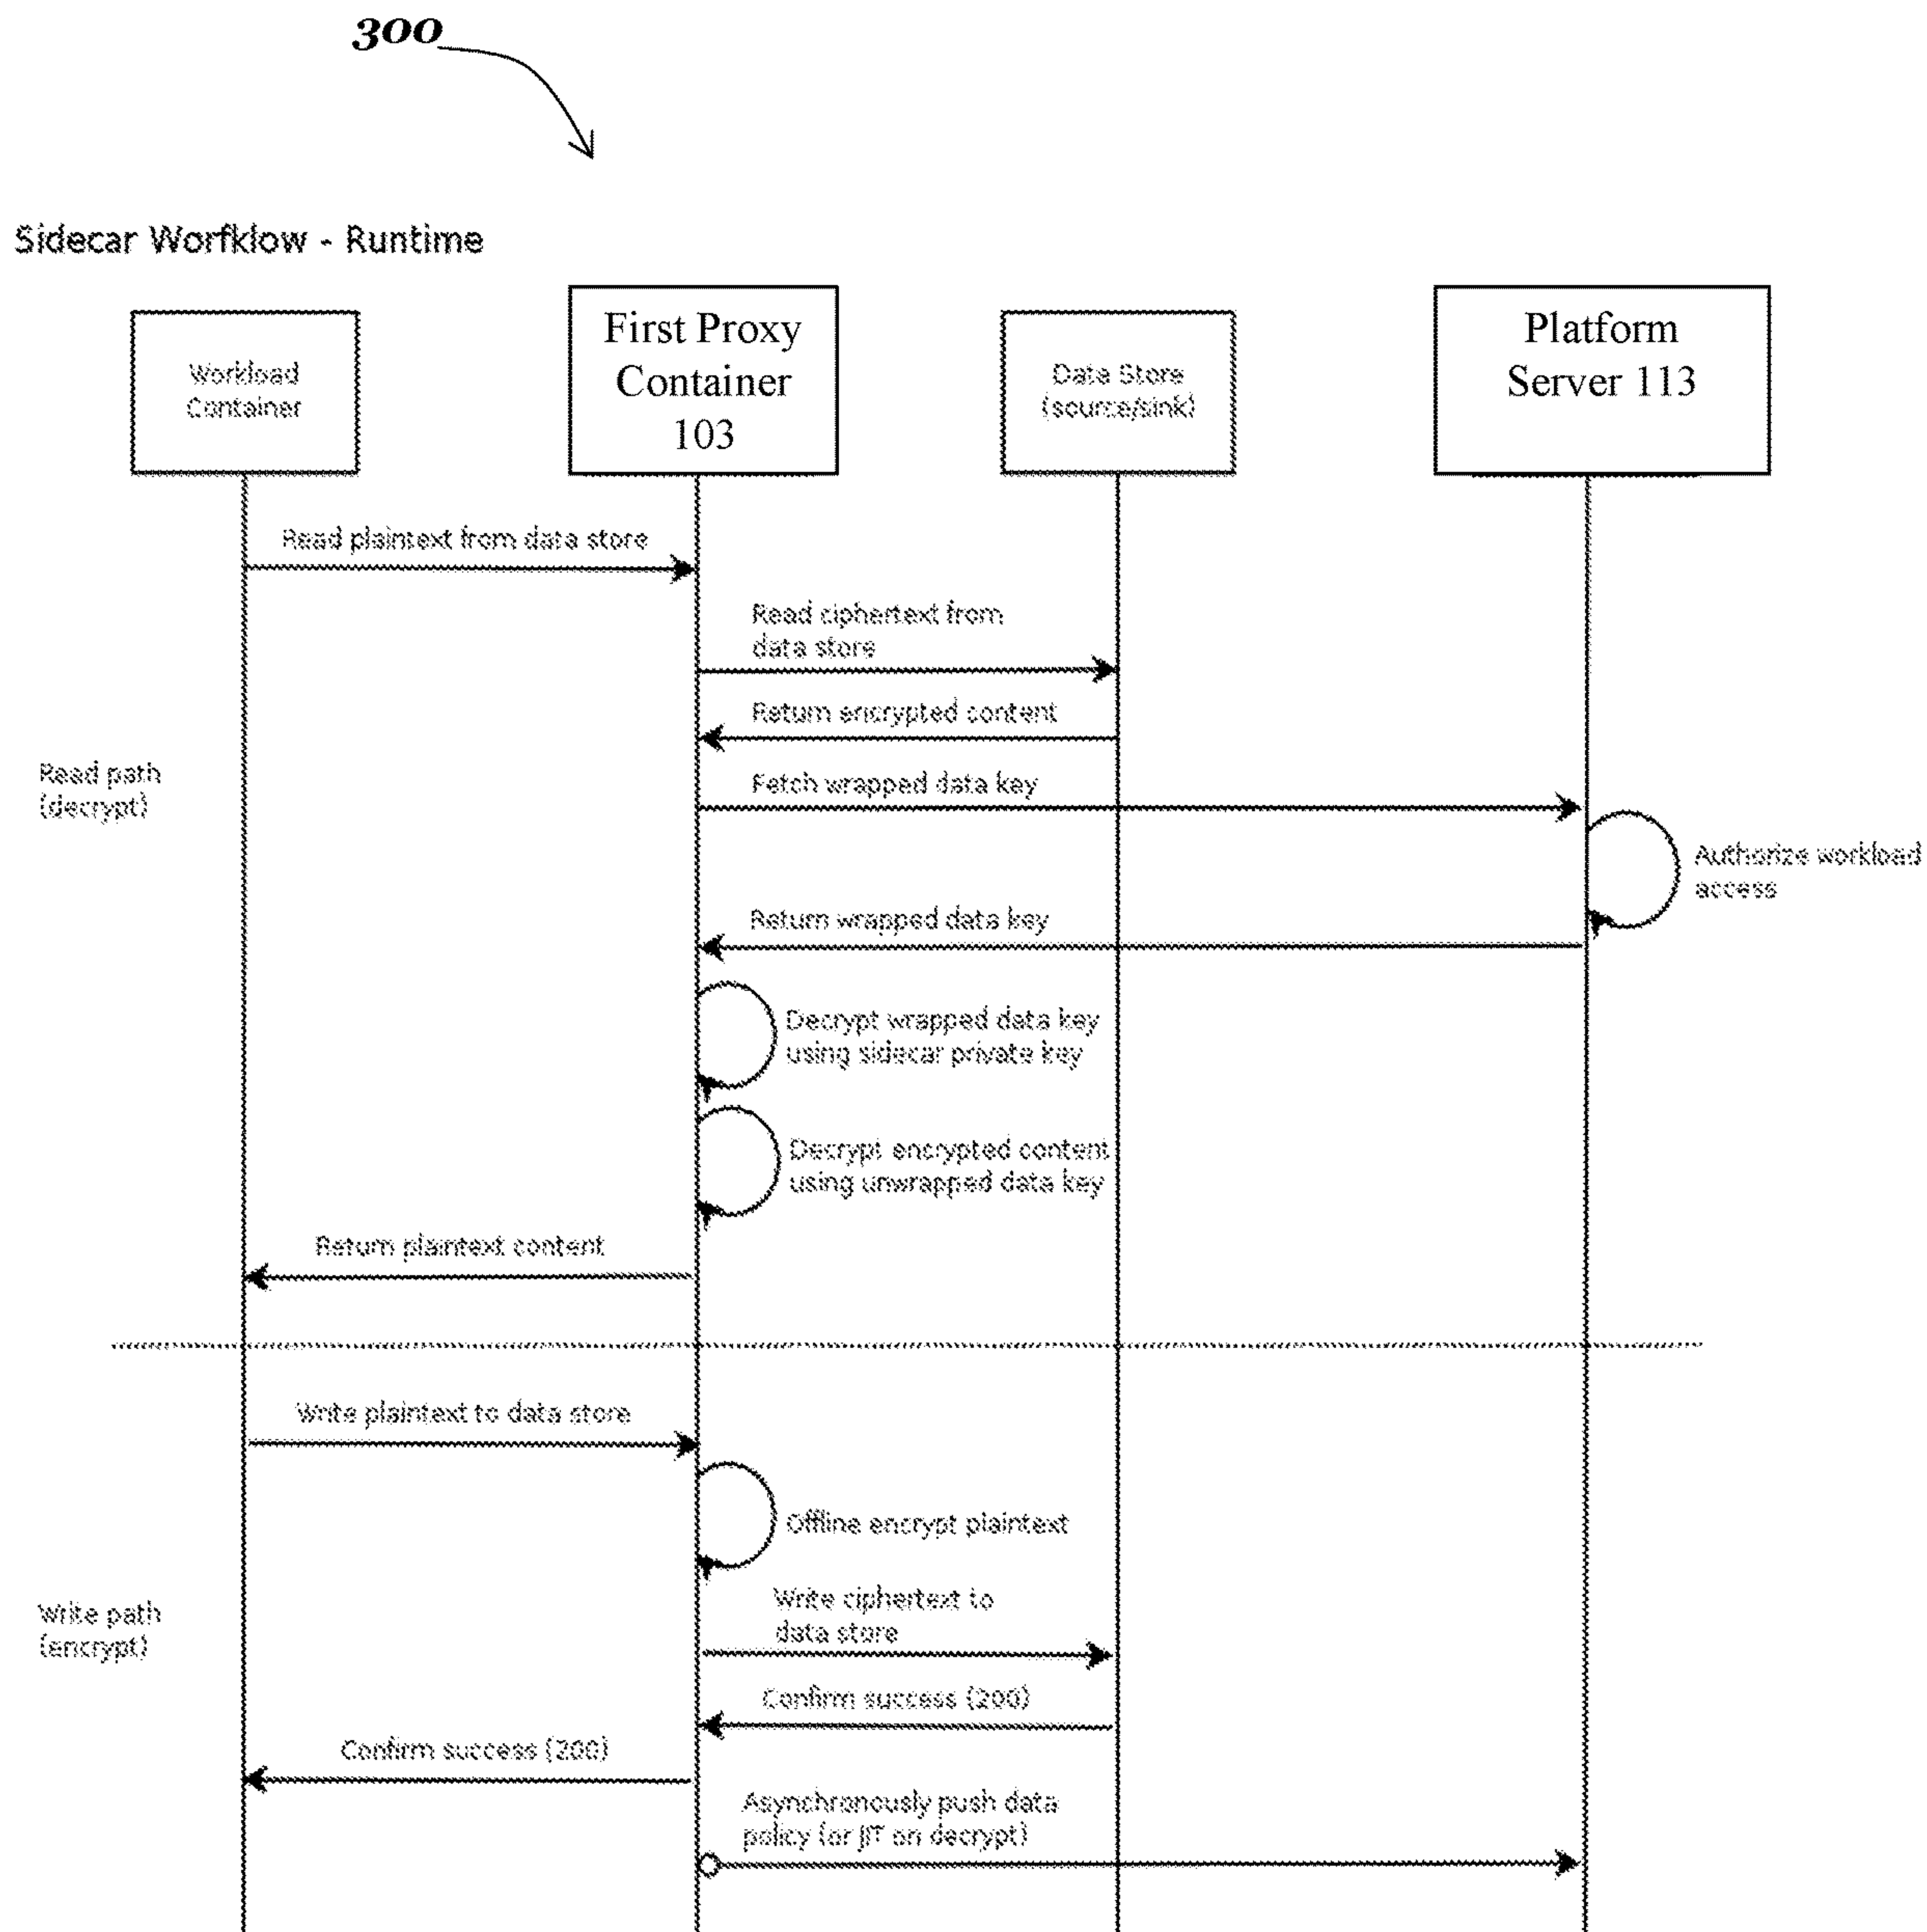 300
Sidecar Worfklow - Runtime
Workload
Container
First Proxy
Container
103
Data Store
(source/sink)
Platform
Server 113
Read plaintext from data store
Read ciphertext from
data store
Return encrypted content
Read path
(decrypt)
Fetch wrapped data key
Authorize workload
access
Return wrapped data key
Decrypt wrapped data key
using sidecar private key
Decrypt encrypted content
using unwrapped data key
Return plaintext content
Write plaintext to data store
Offline encrypt plaintext
Write path
(encrypt)
Write ciphertext to
data store
Confirm success (200)
Confirm success (200)
Asynchronously push data
policy (or JIT on decrypt)